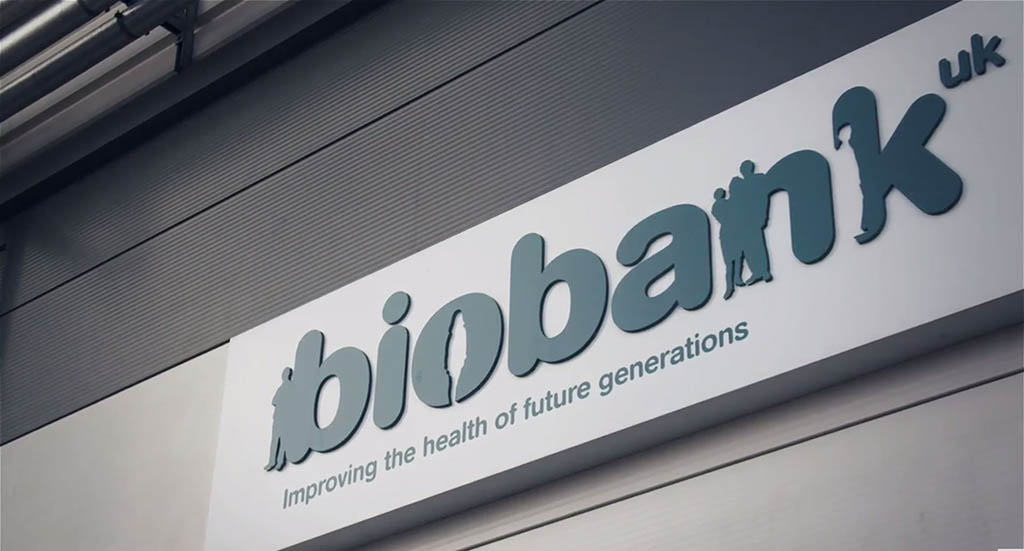 biobank uk
Improving the health of future generations